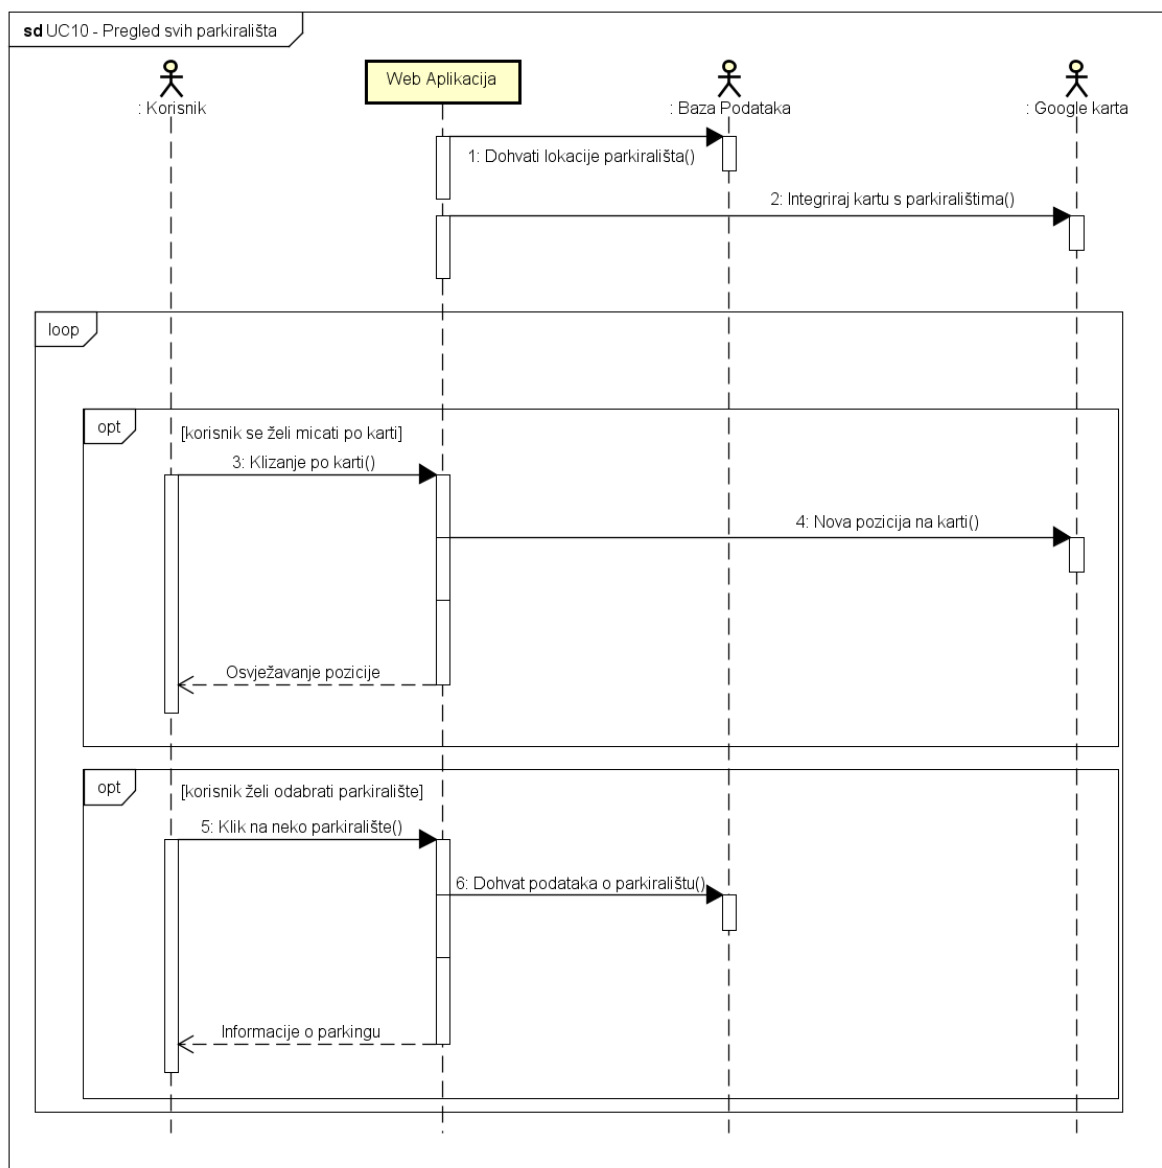 sd UC10 - Pregled svih parkirališta
: Korisnik
Web Aplikacija
: Baza Podataka
: Google karta
1: Dohvati lokacije parkirališta()
2: Integriraj kartu s parkiralištima()
loop
opt
[korisnik se želi micati po karti]
3: Klizanje po karti()
4: Nova pozicija na karti()
Osvježavanje pozicije
opt
[korisnik želi odabrati parkiralište]
5: Klik na neko parkiralište()
6: Dohvat podataka o parkiralištu()
Informacije o parkingu